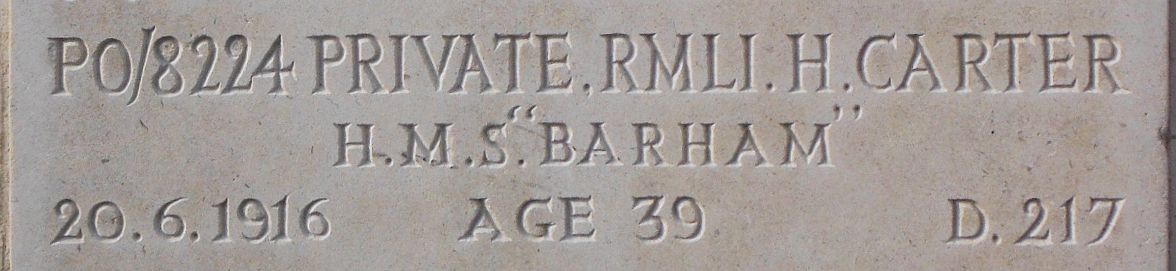 PO/8224 PRIVATE, RMLI. H. CARTER
H.M.S. "BARHAM"
20.6.1916 AGE 39 D. 217